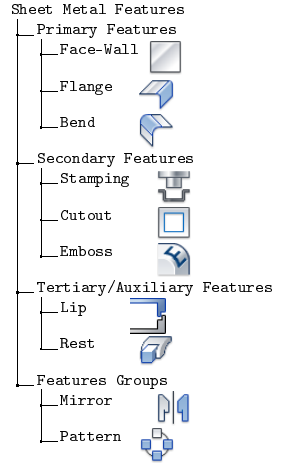 Sheet Metal Features
Primary Features
Face-Wall
Flange
Bend
Secondary Features
Stamping
Cutout
Emboss
E
Tertiary/Auxiliary Features
Lip
Rest
Features Groups
Mirror
Pattern